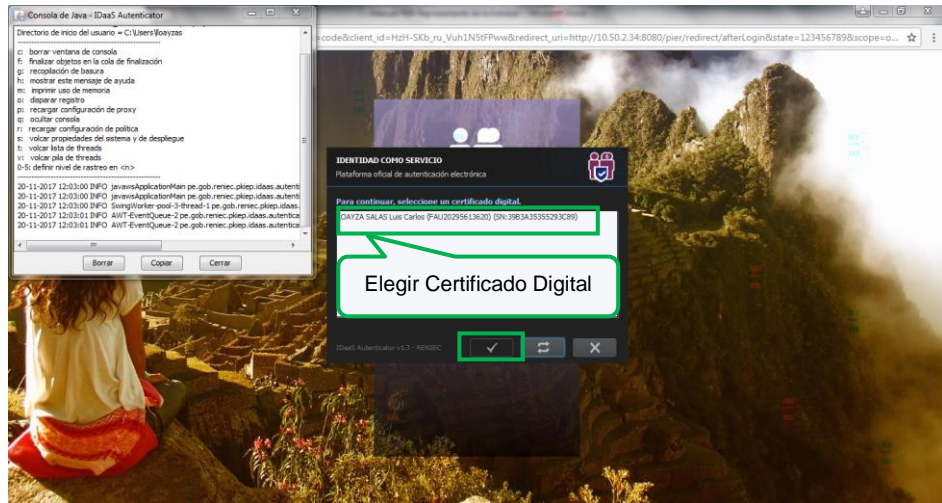 Consola de Java - IDaaS Autenticator
Directorio de inicio del usuario = C:\Users\lloayzas
c: borrar ventana de consola
f: finalizar objetos en la cola de finalización
g: recopilación de basura
h: mostrar este mensaje de ayuda
m: imprimir uso de memoria
o: disparar registro
p: recargar configuración de proxy
q: ocultar consola
r: recargar configuración de política
s: volcar propiedades del sistema y de despliegue
t: volcar lista de threads
v: volcar pila de threads
0-5: definir nivel de rastreo en <n>
20-11-2017 12:03:00 INFO javawsApplicationMain pe.gob.reniec.pkiep.idaas.autenti
20-11-2017 12:03:00 INFO javawsApplicationMain pe.gob.reniec.pkiep.idaas.autenti
20-11-2017 12:03:00 INFO SwingWorker-pool-3-thread-1 pe.gob.reniec.pkiep.idaas.
20-11-2017 12:03:01 INFO AWT-EventQueue-2 pe.gob.reniec.pkiep.idaas.autentica
20-11-2017 12:03:01 INFO AWT-EventQueue-2 pe.gob.reniec.pkiep.idaas.autentica
Borrar Copiar Cerrar
=code&client_id=HzH-SKb_ru_Vuh1N5tFPww&redirect_uri=http://10.50.2.34:8080/pier/redirect/afterLogin&state=123456789&scope=o...
IDENTIDAD COMO SERVICIO
Plataforma oficial de autenticación electrónica
Para continuar, seleccione un certificado digital.
OAYZA SALAS Luis Carlos (FAU20295613620) (SN:39B3A35355293C89)
Elegir Certificado Digital
IDaaS Autenticator v1.3 - RENIEC